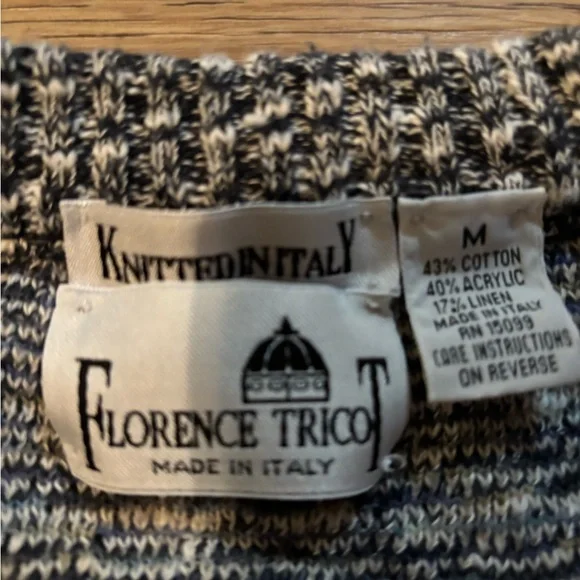 KNITTED IN ITALY
FLORENCE TRICOT
MADE IN ITALY
M
43% COTTON
40% ACRYLIC
17% LINEN
MADE IN ITALY
RN 15099
CARE INSTRUCTIONS
ON REVERSE